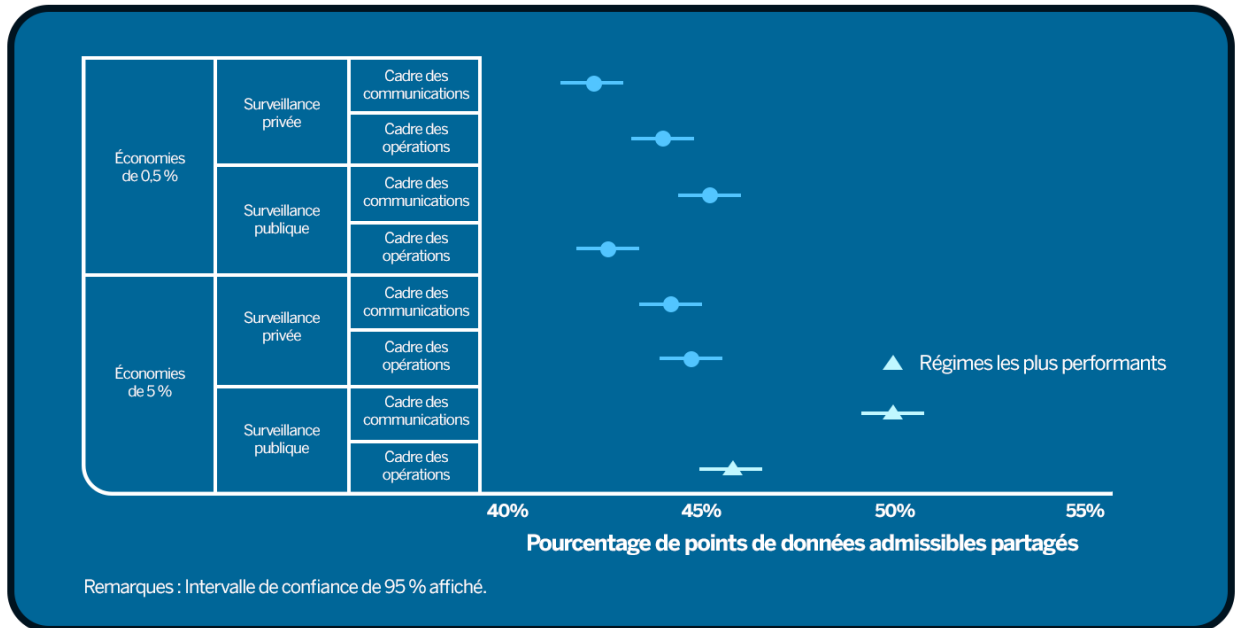 Économies
de 0,5 %
Surveillance
privée
Cadre des
communications
Cadre des
opérations
Surveillance
publique
Cadre des
communications
Cadre des
opérations
Économies
de 5 %
Surveillance
privée
Cadre des
communications
Cadre des
opérations
Surveillance
publique
Cadre des
communications
Cadre des
opérations
Régimes les plus performants
40% 45% 50% 55%
Pourcentage de points de données admissibles partagés
Remarques : Intervalle de confiance de 95 % affiché.